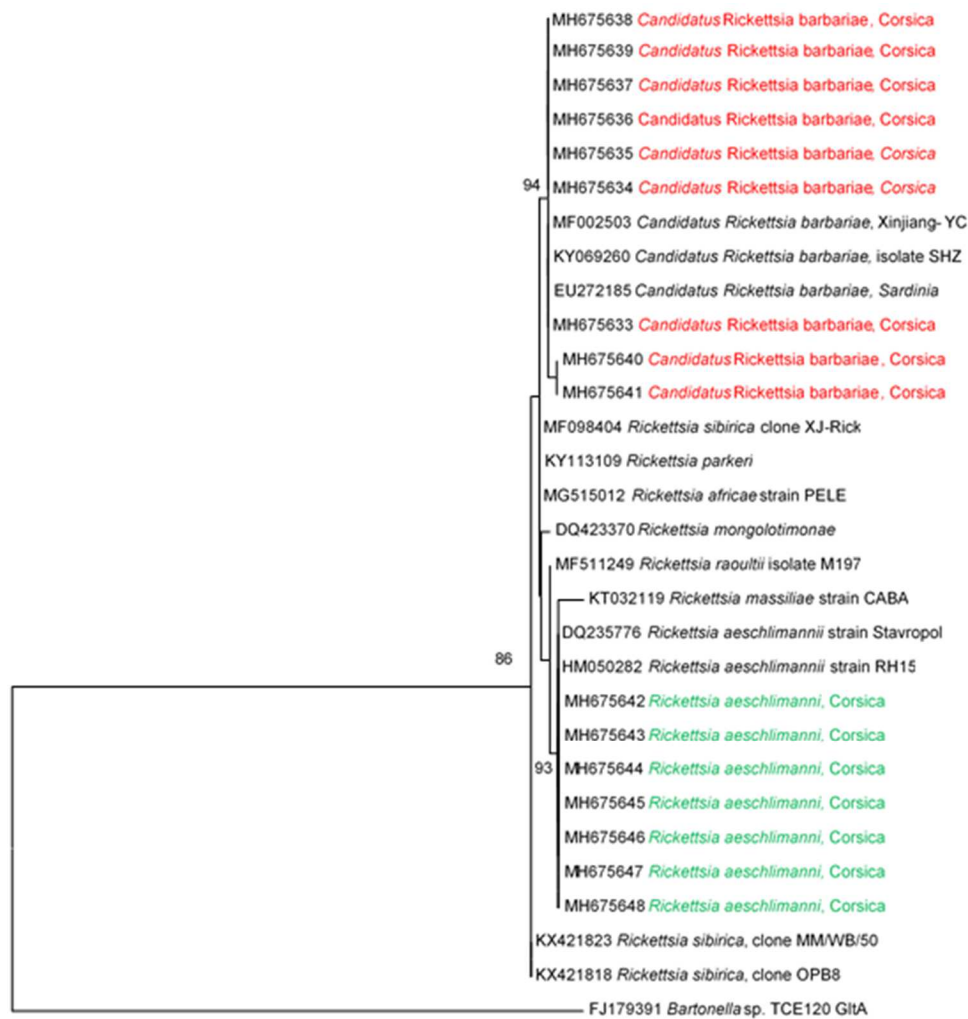 MH675638 Candidatus Rickettsia barbariae, Corsica
MH675639 Candidatus Rickettsia barbariae, Corsica
MH675637 Candidatus Rickettsia barbariae, Corsica
MH675636 Candidatus Rickettsia barbariae, Corsica
MH675635 Candidatus Rickettsia barbariae, Corsica
94 MH675634 Candidatus Rickettsia barbariae, Corsica
MF002503 Candidatus Rickettsia barbariae, Xinjiang-YC
KY069260 Candidatus Rickettsia barbariae, isolate SHZ
EU272185 Candidatus Rickettsia barbariae, Sardinia
MH675633 Candidatus Rickettsia barbariae, Corsica
MH675640 Candidatus Rickettsia barbariae, Corsica
MH675641 Candidatus Rickettsia barbariae, Corsica
MF098404 Rickettsia sibirica clone XJ-Rick
KY113109 Rickettsia parkeri
MG515012 Rickettsia africae strain PELE
DQ423370 Rickettsia mongolotimonae
MF511249 Rickettsia raoultii isolate M197
KT032119 Rickettsia massiliae strain CABA
DQ235776 Rickettsia aeschlimannii strain Stavropol
86 HM050282 Rickettsia aeschlimannii strain RH15
MH675642 Rickettsia aeschlimanni, Corsica
MH675643 Rickettsia aeschlimanni, Corsica
93 MH675644 Rickettsia aeschlimanni, Corsica
MH675645 Rickettsia aeschlimanni, Corsica
MH675646 Rickettsia aeschlimanni, Corsica
MH675647 Rickettsia aeschlimanni, Corsica
MH675648 Rickettsia aeschlimanni, Corsica
KX421823 Rickettsia sibirica, clone MM/WB/50
KX421818 Rickettsia sibirica, clone OPB8
FJ179391 Bartonella sp. TCE120 GltA